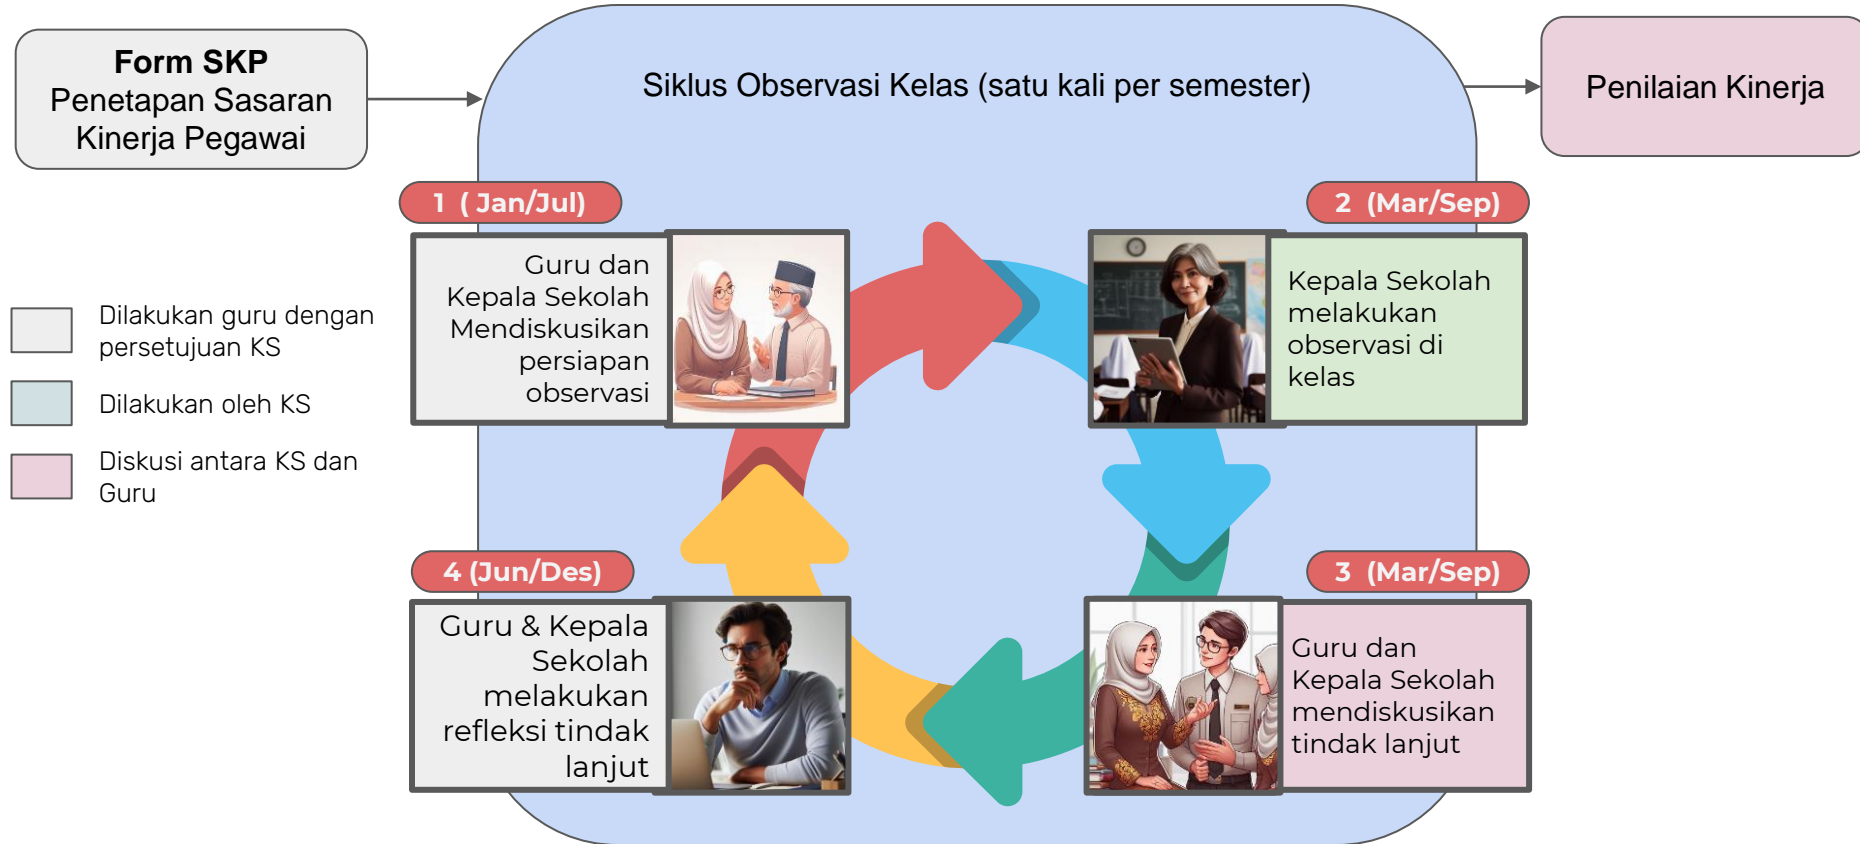 Form SKP
Penetapan Sasaran
Kinerja Pegawai
Siklus Observasi Kelas (satu kali per semester)
Penilaian Kinerja
1 ( Jan/Jul)
Guru dan
Kepala Sekolah
Mendiskusikan
persiapan
observasi
2 (Mar/Sep)
Kepala Sekolah
melakukan
observasi di
kelas
Dilakukan guru dengan
persetujuan KS
Dilakukan oleh KS
Diskusi antara KS dan
Guru
3 (Mar/Sep)
Guru dan
Kepala Sekolah
mendiskusikan
tindak lanjut
4 (Jun/Des)
Guru & Kepala
Sekolah
melakukan
refleksi tindak
lanjut